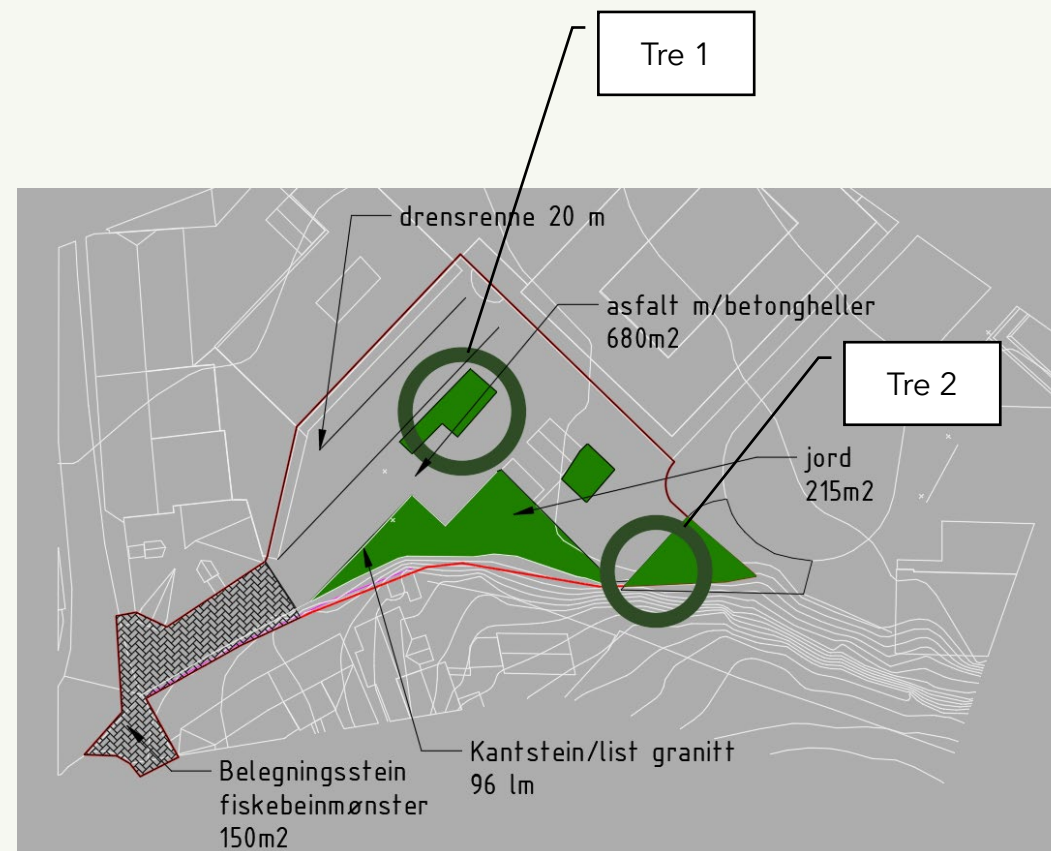 Tre 1
drensrenne 20 m
asfalt m/betongheller
680m2
Tre 2
jord
215m2
Kantstein/list granitt
96 lm
Belegningsstein
fiskebeinmønster
150m2